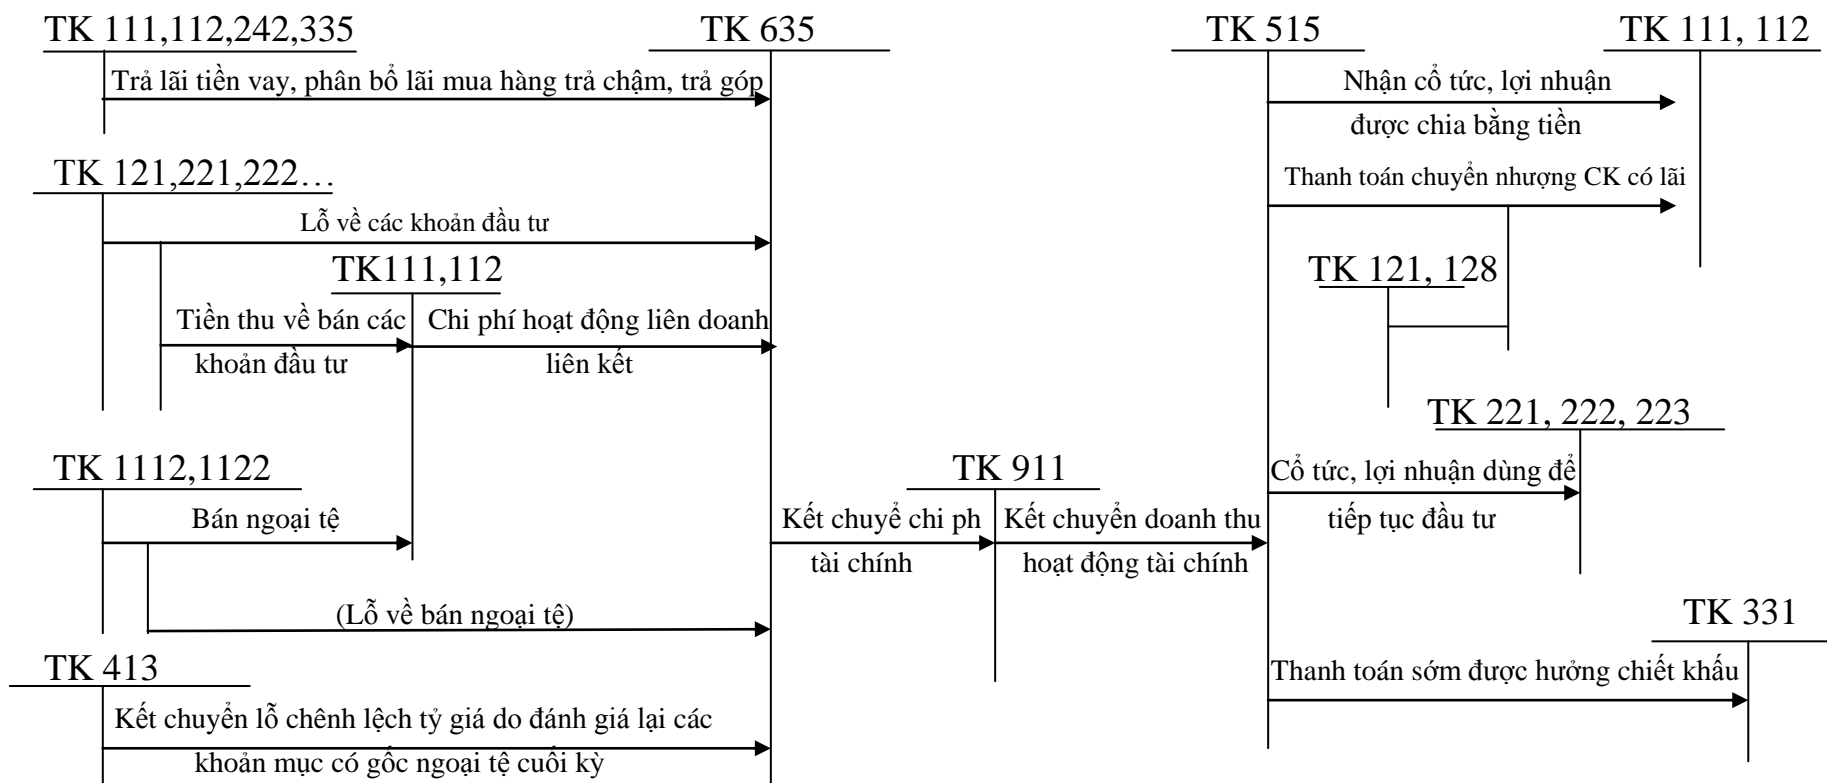 TK 111,112,242,335
TK 635
TK 515
TK 111, 112
Trả lãi tiền vay, phân bổ lãi mua hàng trả chậm, trả góp
Nhận cổ tức, lợi nhuận
được chia bằng tiền
TK 121,221,222…
Thanh toán chuyển nhượng CK có lãi
Lỗ về các khoản đầu tư
TK111,112
TK 121, 128
Tiền thu về bán các
khoản đầu tư
Chi phí hoạt động liên doanh
liên kết
TK 221, 222, 223
TK 1112,1122
TK 911
Cổ tức, lợi nhuận dùng để
tiếp tục đầu tư
Bán ngoại tệ
Kết chuyể chi ph
tài chính
Kết chuyển doanh thu
hoạt động tài chính
(Lỗ về bán ngoại tệ)
TK 331
TK 413
Thanh toán sớm được hưởng chiết khấu
Kết chuyển lỗ chênh lệch tỷ giá do đánh giá lại các
khoản mục có gốc ngoại tệ cuối kỳ